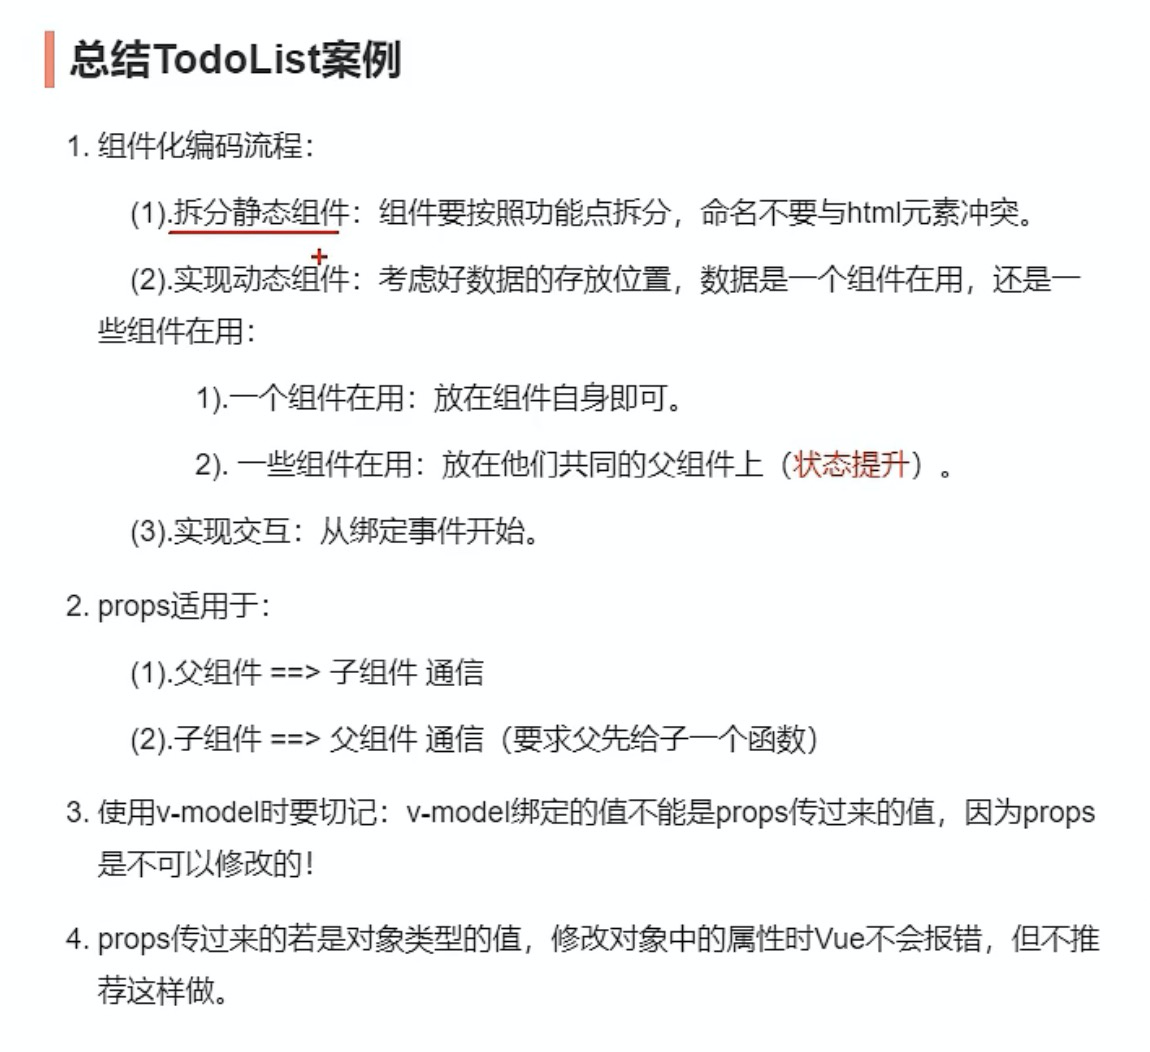 总结TodoList案例
1. 组件化编码流程：
(1).拆分静态组件：组件要按照功能点拆分，命名不要与html元素冲突。
(2).实现动态组件：考虑好数据的存放位置，数据是一个组件在用，还是一
些组件在用：
1).一个组件在用：放在组件自身即可。
2). 一些组件在用：放在他们共同的父组件上（状态提升）。
(3).实现交互：从绑定事件开始。
2. props适用于：
(1).父组件 ==> 子组件 通信
(2).子组件 ==> 父组件 通信（要求父先给子一个函数）
3. 使用v-model时要切记：v-model绑定的值不能是props传过来的值，因为props
是不可以修改的！
4. props传过来的若是对象类型的值，修改对象中的属性时Vue不会报错，但不推
荐这样做。